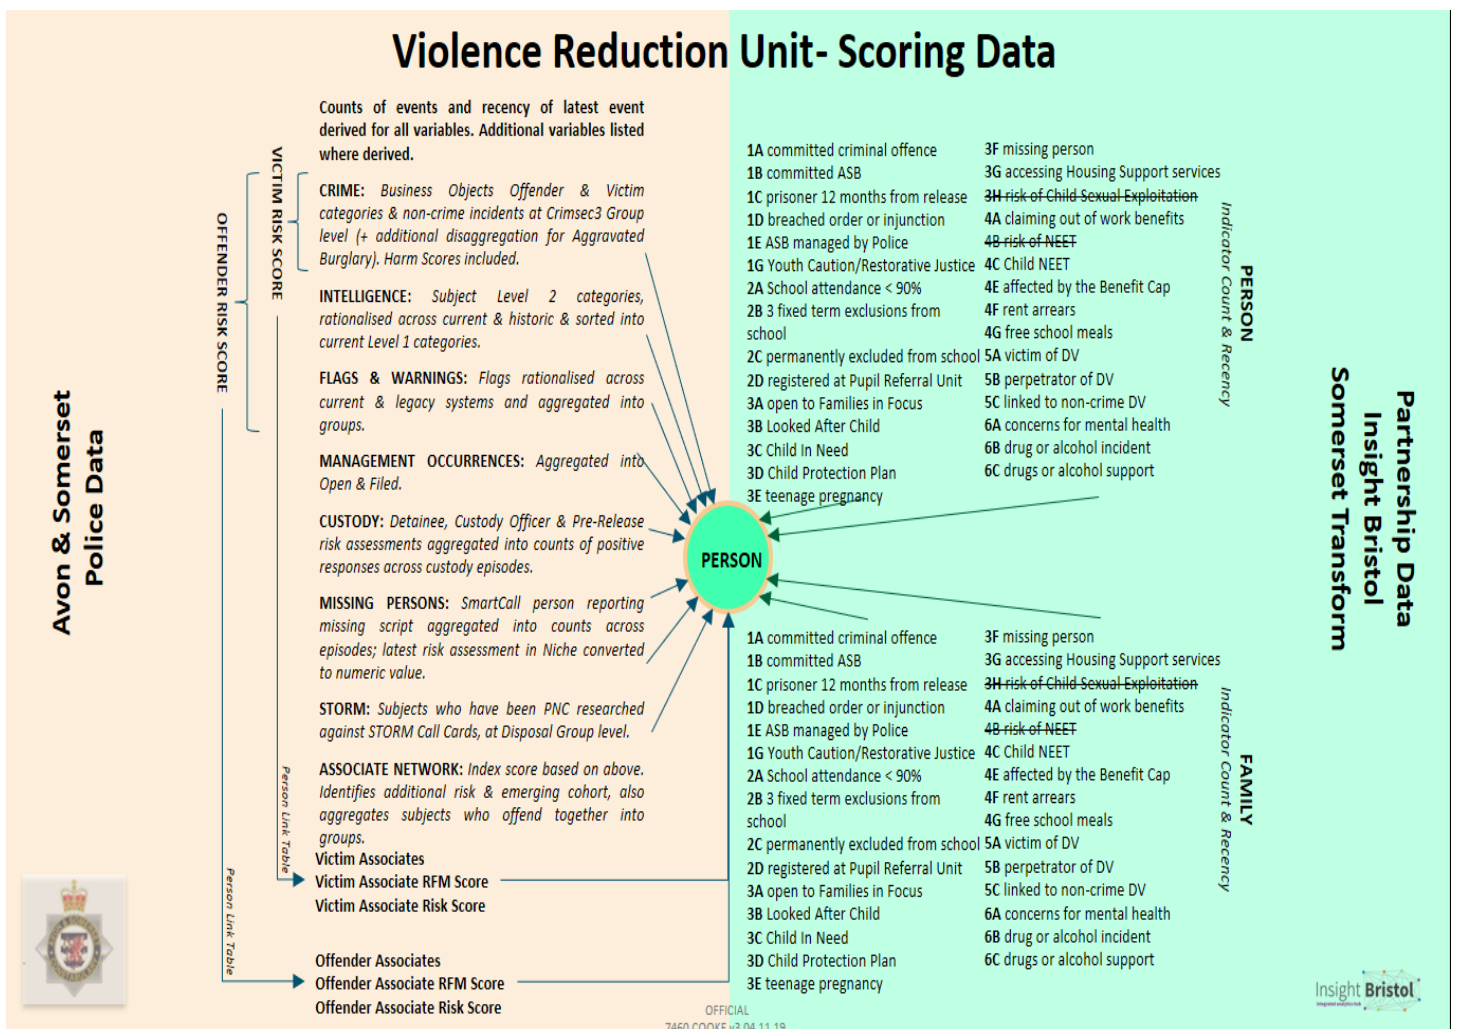 Violence Reduction Unit- Scoring Data
Avon & Somerset
Police Data
OFFENDER RISK SCORE
VICTIM RISK SCORE
Counts of events and recency of latest event
derived for all variables. Additional variables listed
where derived.
CRIME: Business Objects Offender & Victim
categories & non-crime incidents at Crimsec3 Group
level (+ additional disaggregation for Aggravated
Burglary). Harm Scores included.
INTELLIGENCE: Subject Level 2 categories,
rationalised across current & historic & sorted into
current Level 1 categories.
FLAGS & WARNINGS: Flags rationalised across
current & legacy systems and aggregated into
groups.
MANAGEMENT OCCURRENCES: Aggregated into
Open & Filed.
CUSTODY: Detainee, Custody Officer & Pre-Release
risk assessments aggregated into counts of positive
responses across custody episodes.
MISSING PERSONS: SmartCall person reporting
missing script aggregated into counts across
episodes; latest risk assessment in Niche converted
to numeric value.
STORM: Subjects who have been PNC researched
against STORM Call Cards, at Disposal Group level.
ASSOCIATE NETWORK: Index score based on above.
Identifies additional risk & emerging cohort, also
aggregates subjects who offend together into
groups.
Person Link Table
Victim Associates
Victim Associate RFM Score
Victim Associate Risk Score
Person Link Table
Offender Associates
Offender Associate RFM Score
Offender Associate Risk Score
PERSON
1A committed criminal offence
1B committed ASB
1C prisoner 12 months from release
1D breached order or injunction
1E ASB managed by Police
1G Youth Caution/Restorative Justice
2A School attendance < 90%
2B 3 fixed term exclusions from
school
2C permanently excluded from school
2D registered at Pupil Referral Unit
3A open to Families in Focus
3B Looked After Child
3C Child In Need
3D Child Protection Plan
3E teenage pregnancy
3F missing person
3G accessing Housing Support services
3H risk of Child Sexual Exploitation
4A claiming out of work benefits
4B risk of NEET
4C Child NEET
4E affected by the Benefit Cap
4F rent arrears
4G free school meals
5A victim of DV
5B perpetrator of DV
5C linked to non-crime DV
6A concerns for mental health
6B drug or alcohol incident
6C drugs or alcohol support
PERSON
Indicator Count & Recency
1A committed criminal offence
1B committed ASB
1C prisoner 12 months from release
1D breached order or injunction
1E ASB managed by Police
1G Youth Caution/Restorative Justice
2A School attendance < 90%
2B 3 fixed term exclusions from
school
2C permanently excluded from school
2D registered at Pupil Referral Unit
3A open to Families in Focus
3B Looked After Child
3C Child In Need
3D Child Protection Plan
3E teenage pregnancy
3F missing person
3G accessing Housing Support services
3H risk of Child Sexual Exploitation
4A claiming out of work benefits
4B risk of NEET
4C Child NEET
4E affected by the Benefit Cap
4F rent arrears
4G free school meals
5A victim of DV
5B perpetrator of DV
5C linked to non-crime DV
6A concerns for mental health
6B drug or alcohol incident
6C drugs or alcohol support
FAMILY
Indicator Count & Recency
Partnership Data
Insight Bristol
Somerset Transform
Insight Bristol
integrated analytics hub
OFFICIAL
7460 COOKE v3 04.11.19